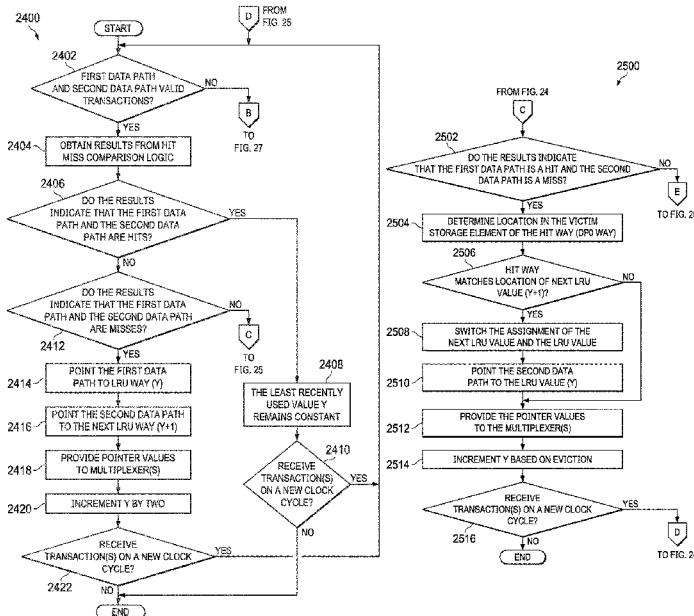 2400
START
D
FROM
FIG. 25
2402
FIRST DATA PATH
AND SECOND DATA PATH VALID
TRANSACTIONS?
NO
B
TO
FIG. 27
YES
2404
OBTAIN RESULTS FROM HIT
MISS COMPARISON LOGIC
2406
DO THE RESULTS
INDICATE THAT THE FIRST DATA
PATH AND THE SECOND DATA
PATH ARE HITS?
YES
NO
DO THE RESULTS
INDICATE THAT THE FIRST DATA
PATH AND THE SECOND DATA PATH
ARE MISSES?
2412
NO
C
TO
FIG. 25
YES
2414
POINT THE FIRST DATA
PATH TO LRU WAY (Y)
2416
POINT THE SECOND DATA PATH
TO THE NEXT LRU WAY (Y+1)
2418
PROVIDE POINTER VALUES
TO MULTIPLEXER(S)
2420
INCREMENT Y BY TWO
RECEIVE
TRANSACTION(S) ON A NEW CLOCK
CYCLE?
2422
YES
NO
END
2408
THE LEAST RECENTLY
USED VALUE Y
REMAINS CONSTANT
2410
RECEIVE
TRANSACTION(S)
ON A NEW CLOCK
CYCLE?
YES
NO
2500
FROM FIG. 24
C
2502
DO THE RESULTS INDICATE
THAT THE FIRST DATA PATH IS A HIT AND THE SECOND
DATA PATH IS A MISS?
NO
E
YES
2504
DETERMINE LOCATION IN THE VICTIM
STORAGE ELEMENT OF THE HIT WAY (DP0 WAY)
2506
HIT WAY
MATCHES LOCATION OF NEXT LRU
VALUE (Y+1)?
NO
YES
2508
SWITCH THE ASSIGNMENT OF THE
NEXT LRU VALUE AND THE LRU VALUE
2510
POINT THE SECOND DATA
PATH TO THE LRU VALUE (Y)
2512
PROVIDE THE POINTER VALUES
TO THE MULTIPLEXER(S)
2514
INCREMENT Y BASED ON EVICTION
RECEIVE
TRANSACTION(S) ON A NEW CLOCK
CYCLE?
2516
YES
D
NO
END